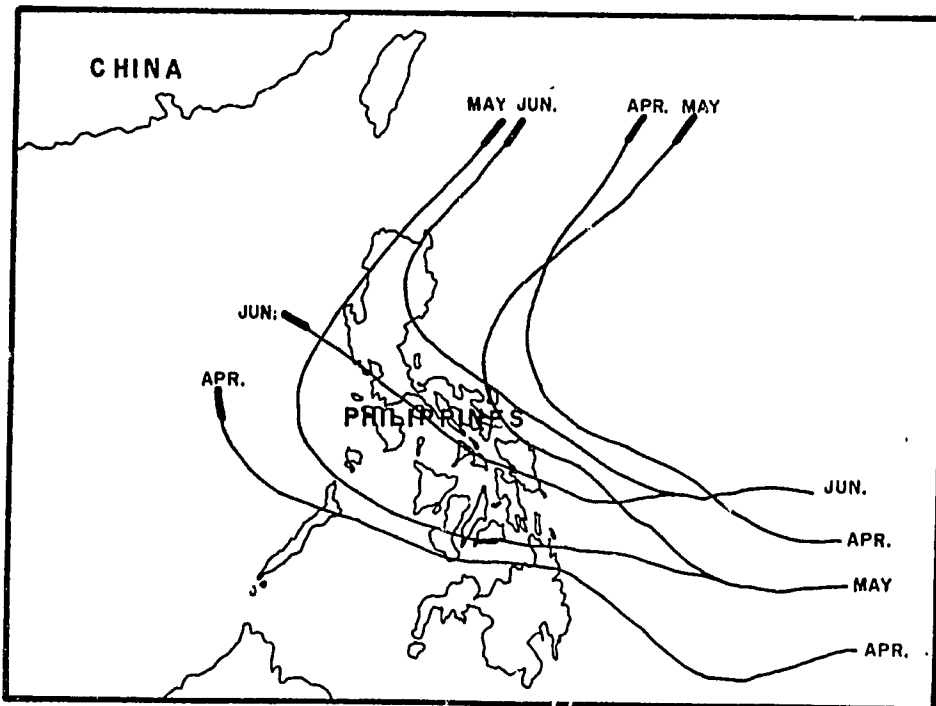 CHINA
MAY JUN.
APR. MAY
JUN.
APR.
PHILIPPINES
JUN.
APR.
MAY
APR.